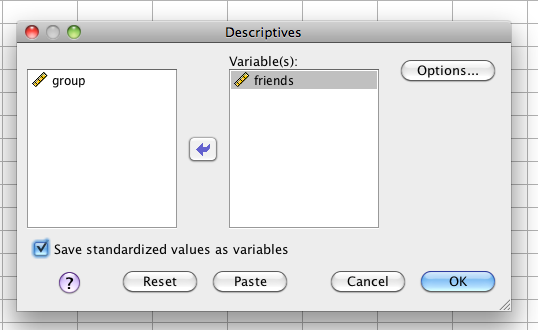 Descriptives
Variable(s):
group
friends
Options...
Save standardized values as variables
? Reset Paste Cancel OK